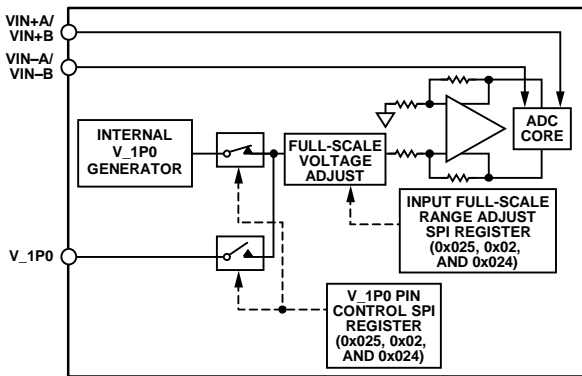 VIN+A/
VIN+B
VIN–A/
VIN–B
INTERNAL
V_1P0
GENERATOR
FULL-SCALE
VOLTAGE
ADJUST
ADC
CORE
INPUT FULL-SCALE
RANGE ADJUST
SPI REGISTER
(0x025, 0x02,
AND 0x024)
V_1P0
V_1P0 PIN
CONTROL SPI
REGISTER
(0x025, 0x02,
AND 0x024)